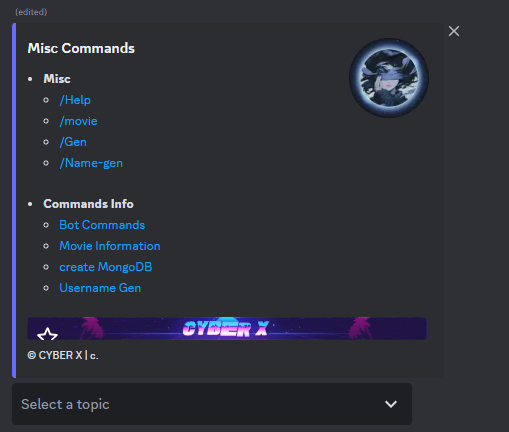 (edited)
Misc Commands
Misc
/Help
/movie
/Gen
/Name-gen
Commands Info
Bot Commands
Movie Information
create MongoDB
Username Gen
CYBER X
© CYBER X | c.
Select a topic